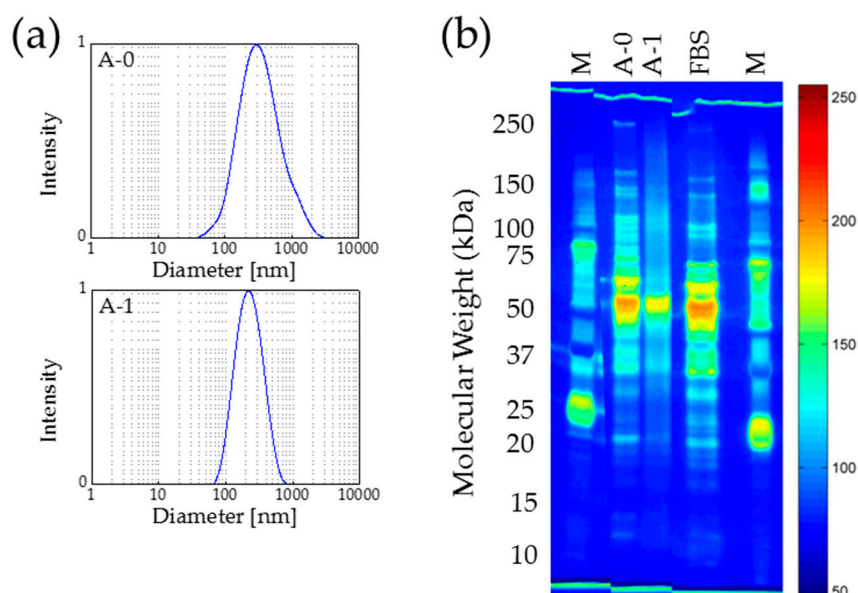 (a)
A-0
1
Intensity
0
1 10 100 1000 10000
Diameter [nm]
A-1
1
Intensity
0
1 10 100 1000 10000
Diameter [nm]
(b)
M A-0 A-1 FBS M
Molecular Weight (kDa)
250
150
100
75
50
37
25
20
15
10
250
200
150
100
50